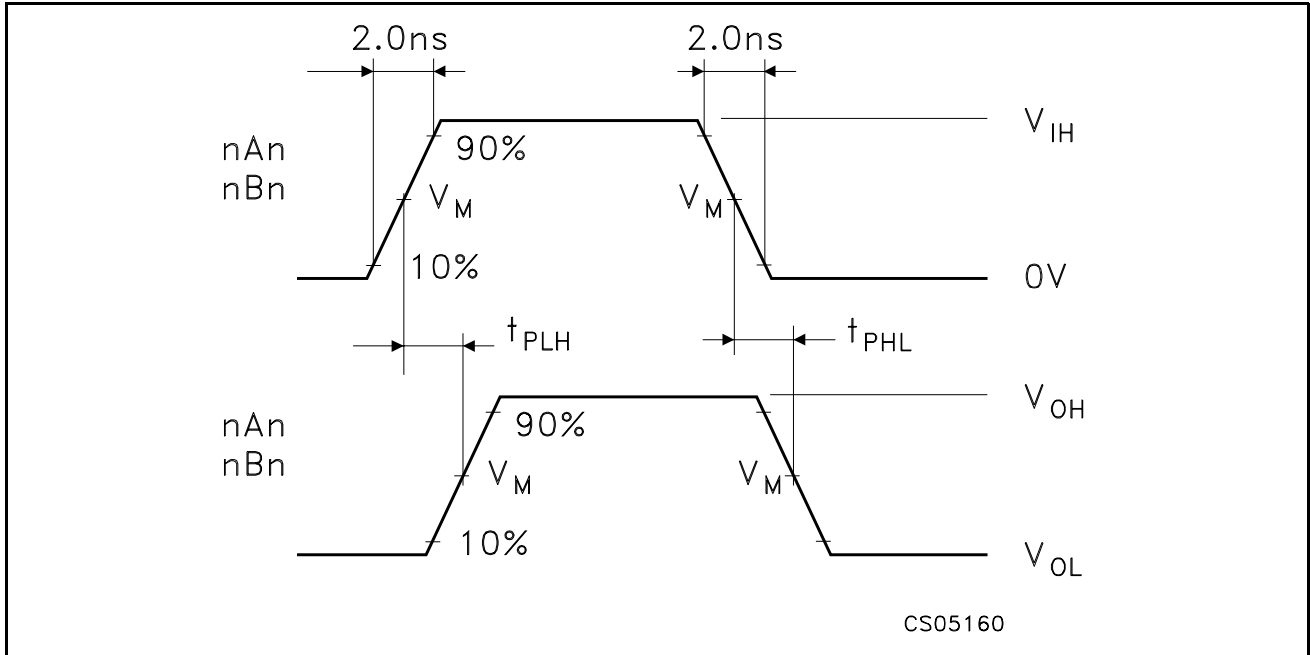 2.0ns 2.0ns
V_IH
nAn
nBn
90%
V_M V_M
10%
0V
t_PLH t_PHL
V_OH
nAn
nBn
90%
V_M V_M
10%
V_OL
CS05160